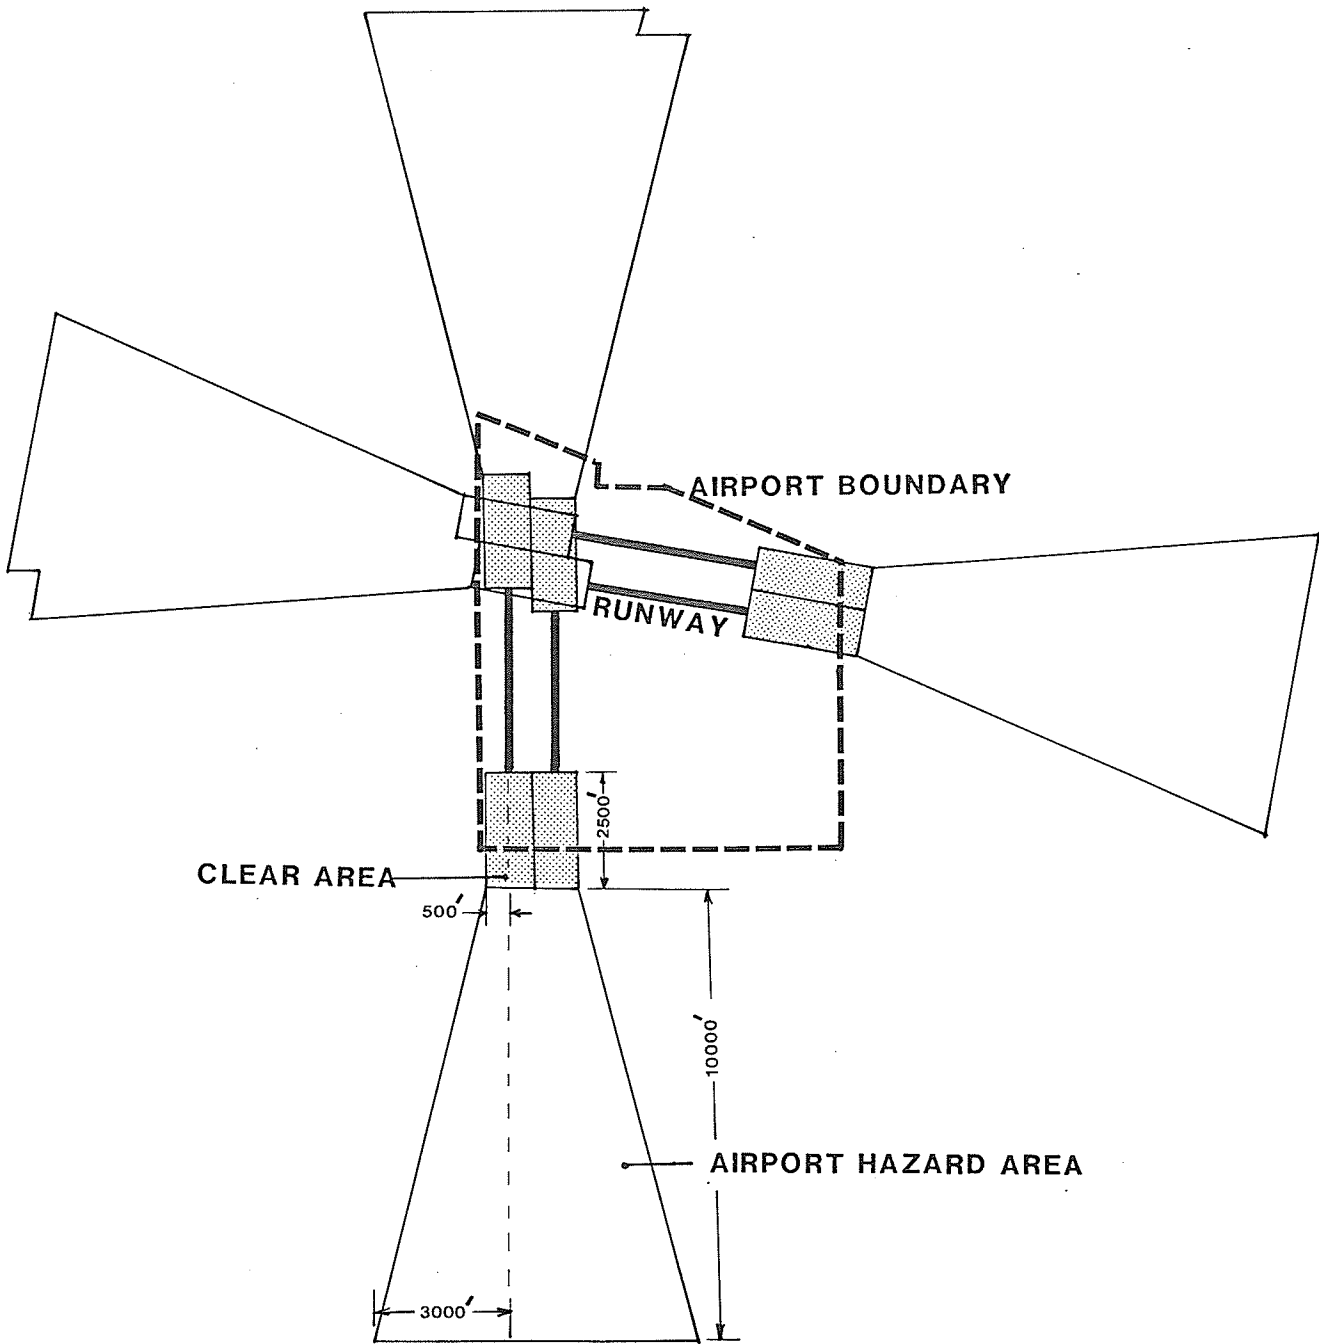 AIRPORT BOUNDARY
RUNWAY
2500'
CLEAR AREA
500'
10000'
AIRPORT HAZARD AREA
3000'